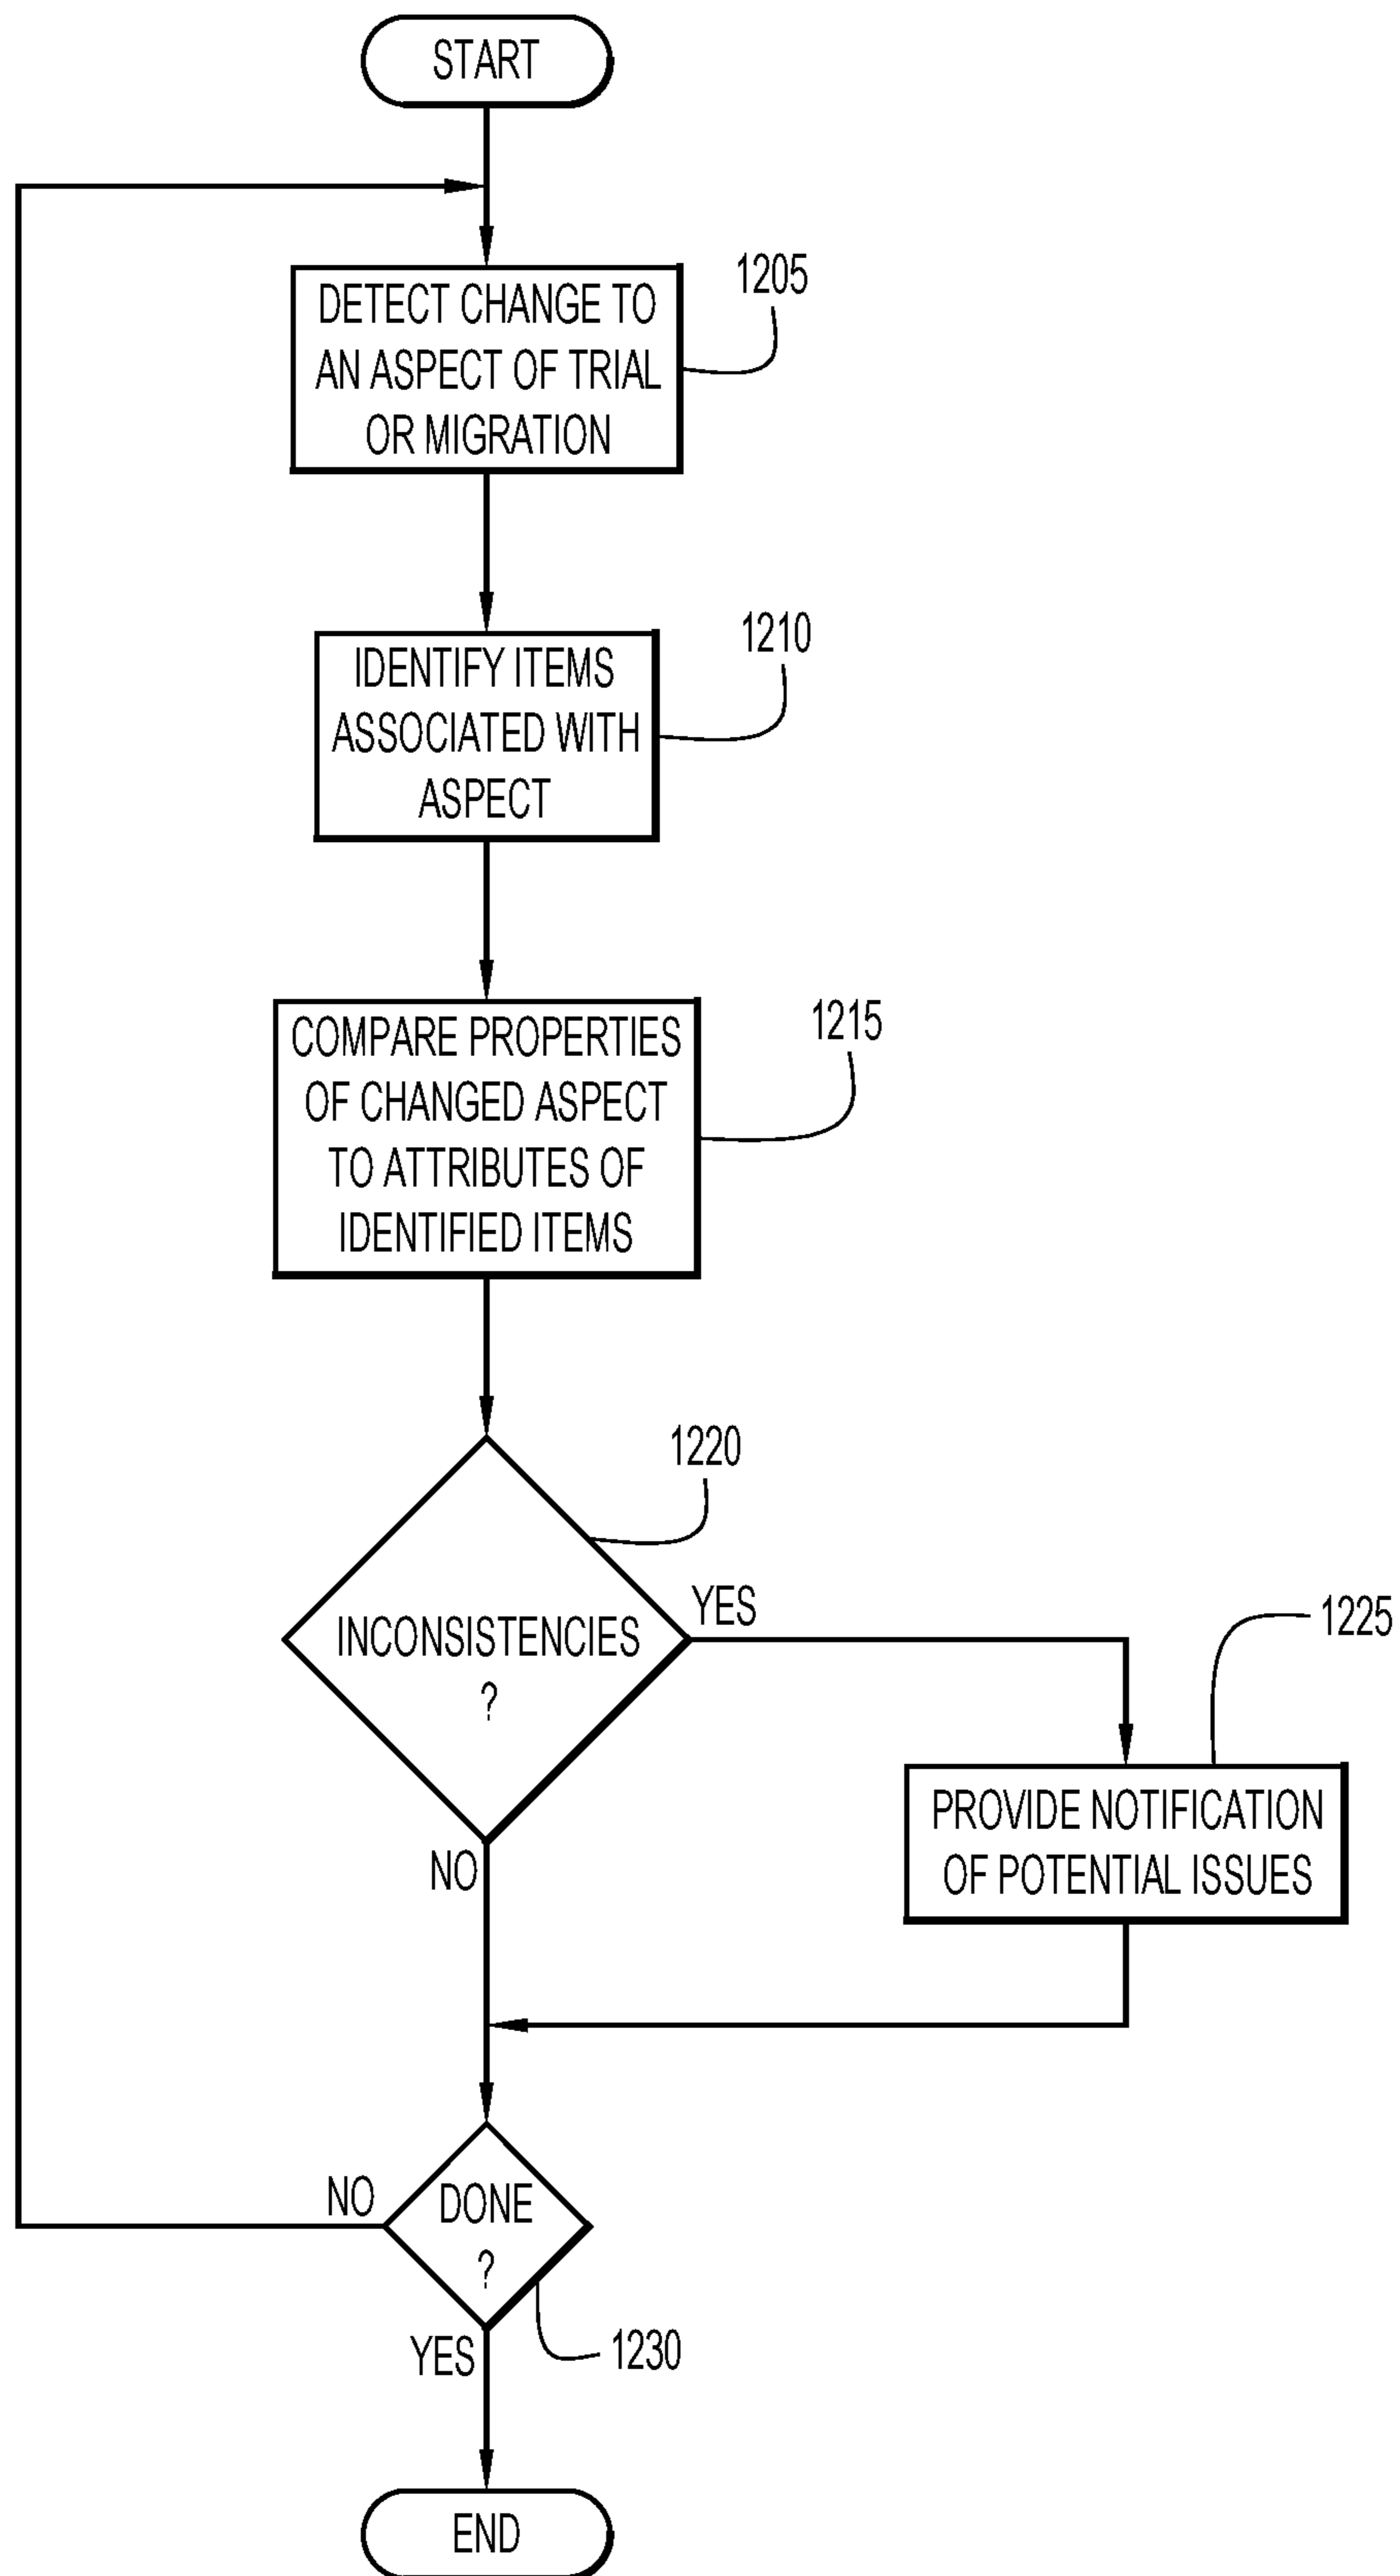 START
DETECT CHANGE TO
AN ASPECT OF TRIAL
OR MIGRATION
1205
IDENTIFY ITEMS
ASSOCIATED WITH
ASPECT
1210
COMPARE PROPERTIES
OF CHANGED ASPECT
TO ATTRIBUTES OF
IDENTIFIED ITEMS
1215
1220
INCONSISTENCIES
?
YES
1225
PROVIDE NOTIFICATION
OF POTENTIAL ISSUES
NO
NO
DONE
?
1230
YES
END